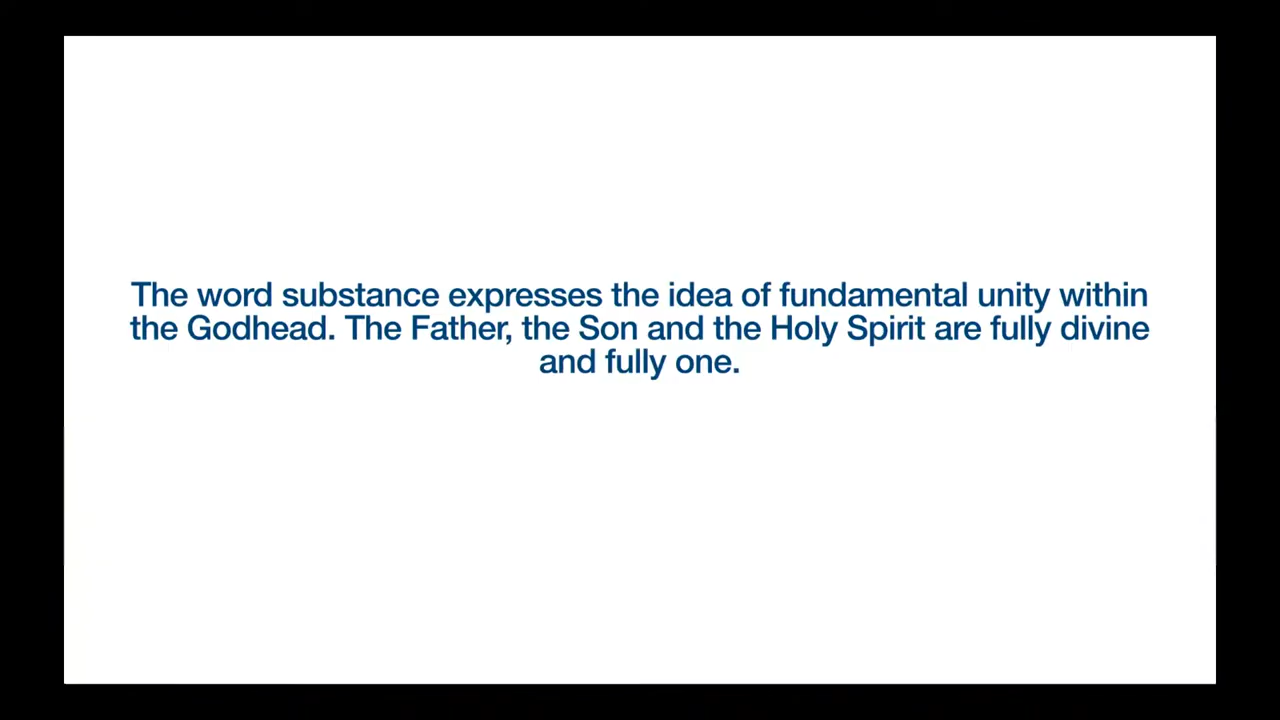 The word substance expresses the idea of fundamental unity within
the Godhead. The Father, the Son and the Holy Spirit are fully divine
and fully one.